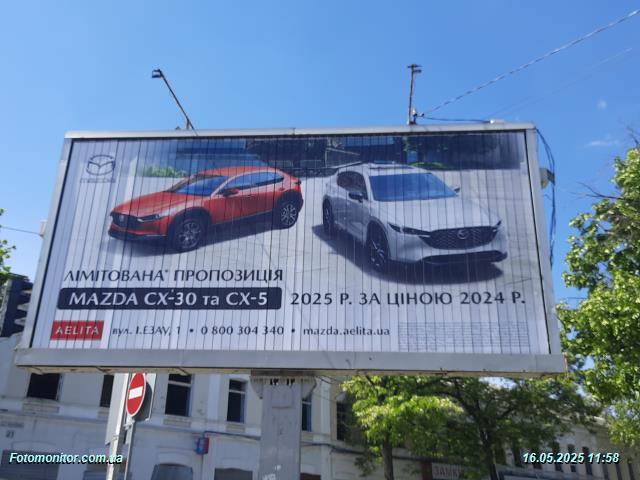 ЛІМІТОВАНА* ПРОПОЗИЦІЯ
MAZDA CX-30 та CX-5 2025 Р. ЗА ЦІНОЮ 2024 Р.
AELITA вул. І.ЕЗАУ, 1 • 0 800 304 340 • mazda.aelita.ua
Fotomonitor.com.ua
16.05.2025 11:58